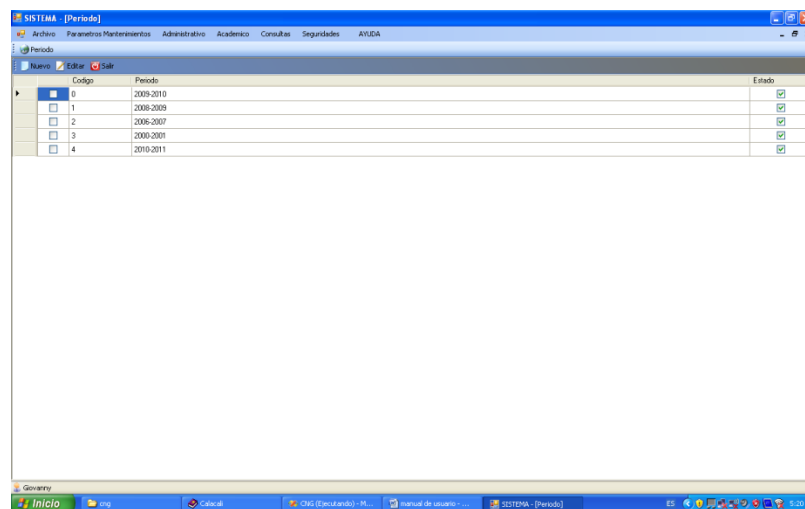 SISTEMA - [Periodo]
Archivo Parametros Mantenimientos Administrativo Academico Consultas Seguridades AYUDA
Periodo
Nuevo Editar Salir
Codigo Periodo Estado
0 2009-2010
1 2008-2009
2 2006-2007
3 2000-2001
4 2010-2011
Giovanny
Inicio cng Calacali CNG (Ejecutando) - M... manual de usuario - ... SISTEMA - [Periodo] ES 5:20